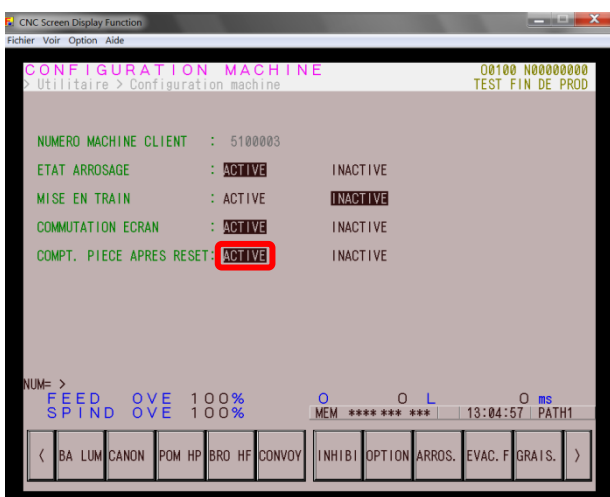 CNC Screen Display Function
Fichier Voir Option Aide
CONFIGURATION MACHINE O0100 N00000000
> Utilitaire > Configuration machine TEST FIN DE PROD
NUMERO MACHINE CLIENT : 5100003
ETAT ARROSAGE : ACTIVE INACTIVE
MISE EN TRAIN : ACTIVE INACTIVE
COMMUTATION ECRAN : ACTIVE INACTIVE
COMPT. PIECE APRES RESET: ACTIVE INACTIVE
NUM= >
FEED OVE 100% O O L O ms
SPIND OVE 100% MEM **** *** *** 13:04:57 PATH1
< BA LUM CANON POM HP BRO HF CONVOY INHIBI OPTION ARROS. EVAC. F GRAIS. >